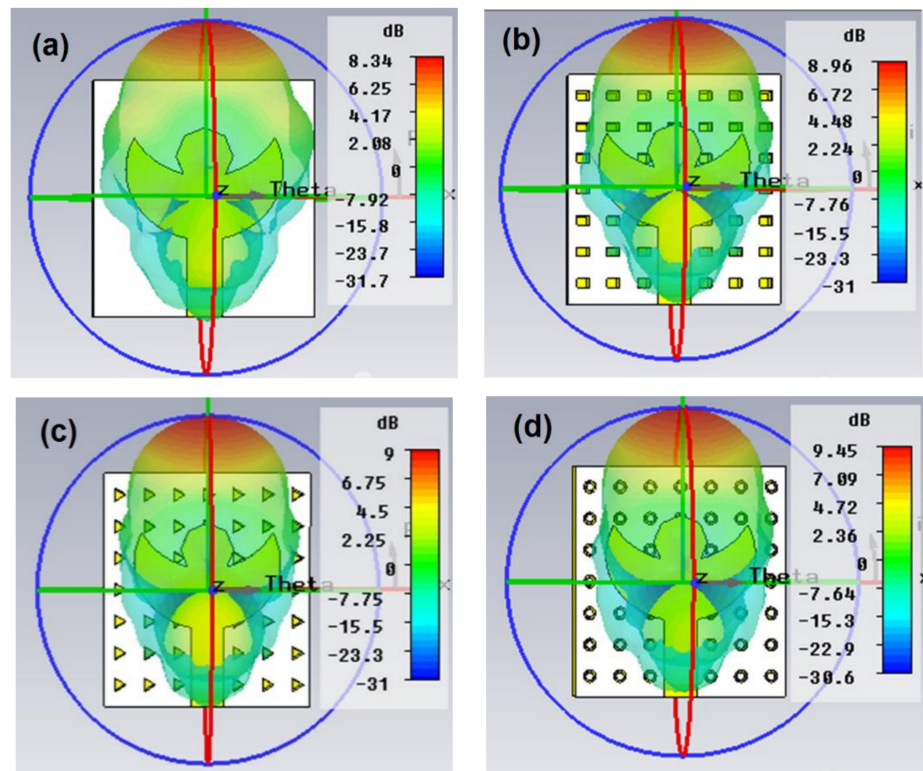 (a)
dB
8.34
6.25
4.17
2.08
0
-7.92
-15.8
-23.7
-31.7
z
Theta
x
(b)
dB
8.96
6.72
4.48
2.24
0
-7.76
-15.5
-23.3
-31
z
Theta
x
(c)
dB
9
6.75
4.5
2.25
0
-7.75
-15.5
-23.3
-31
z
Theta
x
(d)
dB
9.45
7.09
4.72
2.36
0
-7.64
-15.3
-22.9
-30.6
z
Theta
x